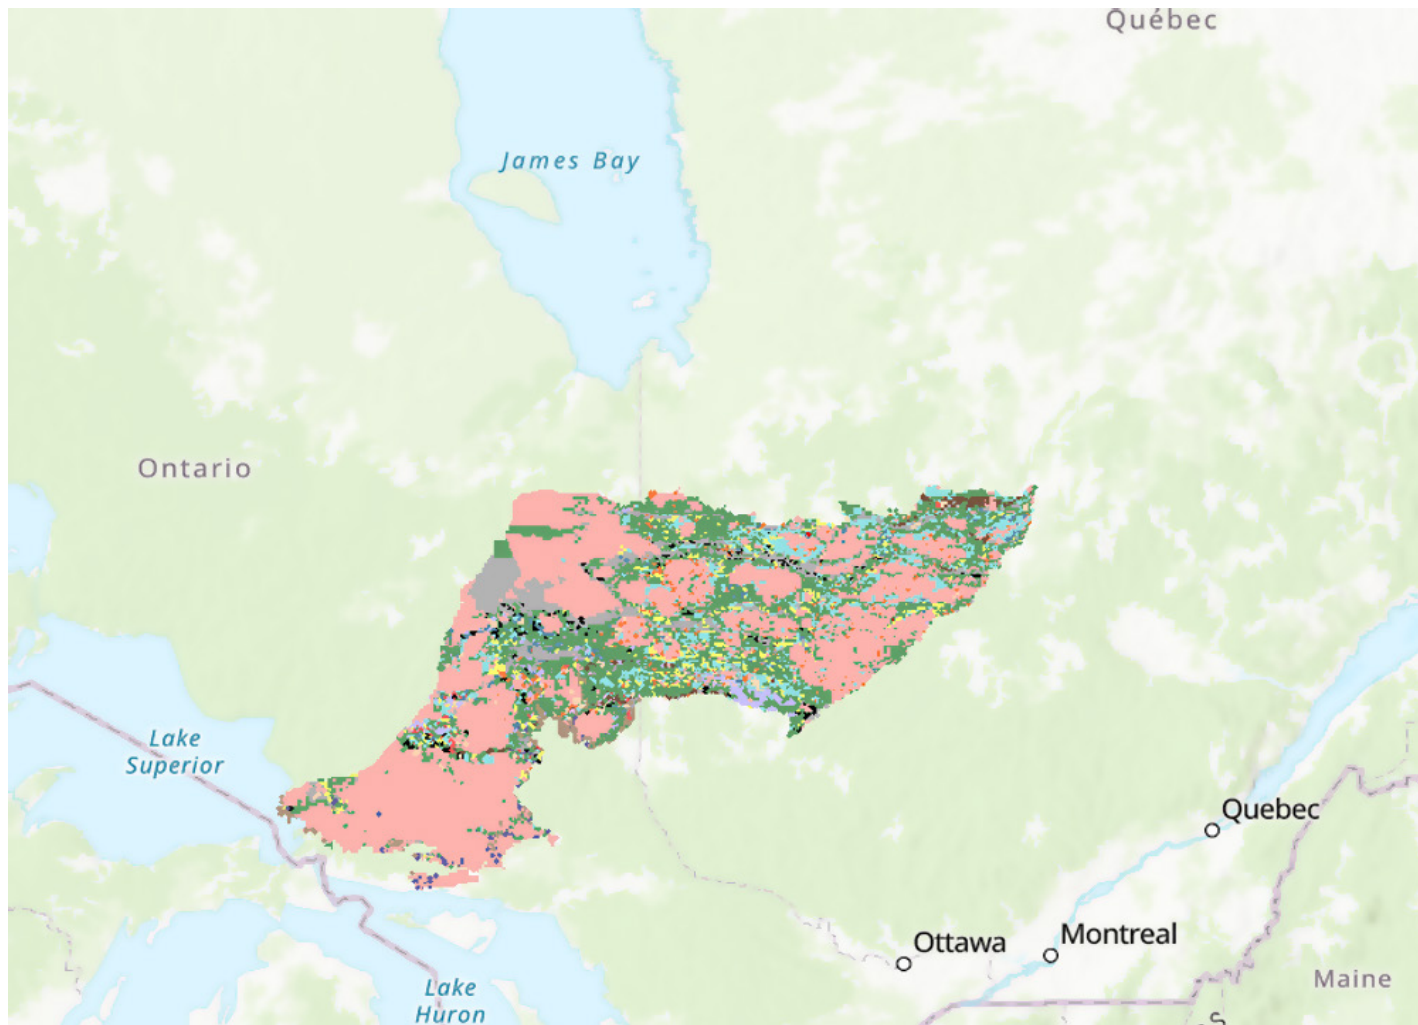 Québec
James Bay
Ontario
Lake
Superior
Quebec
Ottawa
Montreal
Maine
Lake
Huron